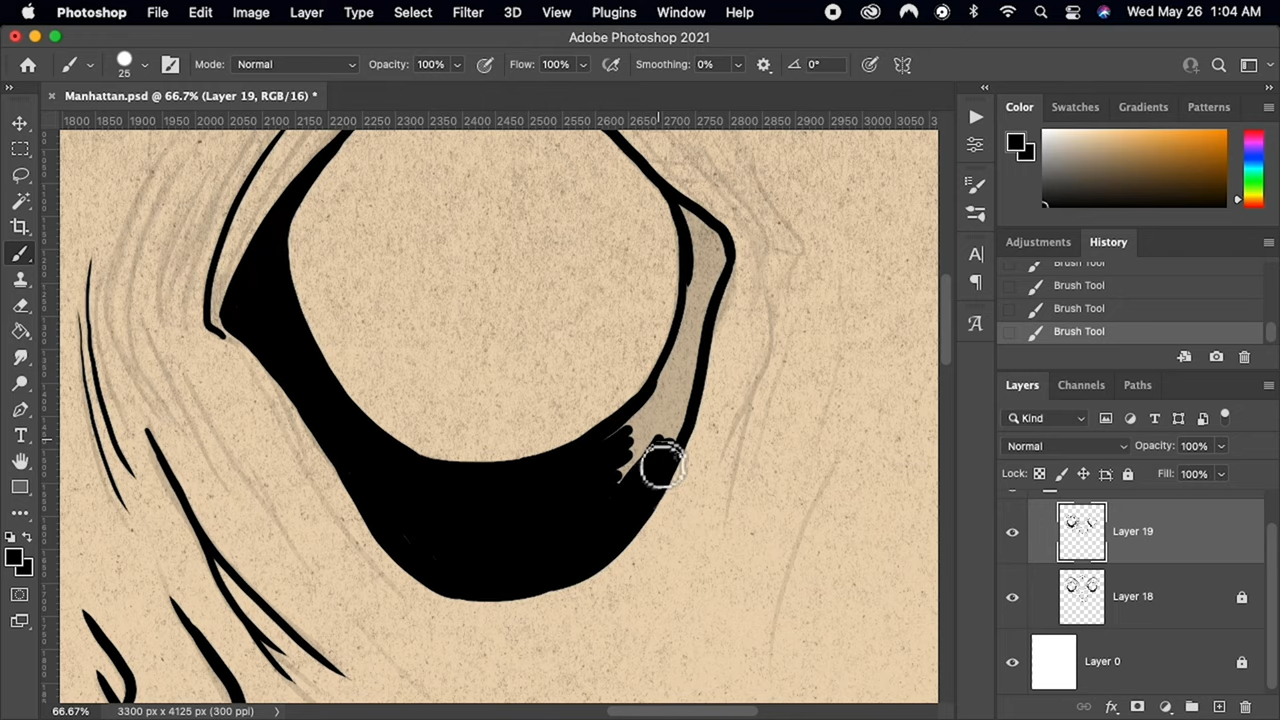 Photoshop File Edit Image Layer Type Select Filter 3D View Plugins Window Help Wed May 26 1:04 AM
Adobe Photoshop 2021
25 Mode: Normal Opacity: 100% Flow: 100% Smoothing: 0% 0°
× Manhattan.psd @ 66.7% (Layer 19, RGB/16) *
1800 1850 1900 1950 2000 2050 2100 2150 2200 2250 2300 2350 2400 2450 2500 2550 2600 2650 2700 2750 2800 2850 2900 2950 3000 3050 3
Color Swatches Gradients Patterns
Adjustments History
Brush Tool
Brush Tool
Brush Tool
Brush Tool
Layers Channels Paths
Kind
Normal Opacity: 100%
Lock: Fill: 100%
Layer 19
Layer 18
Layer 0
66.67% 3300 px x 4125 px (300 ppi)